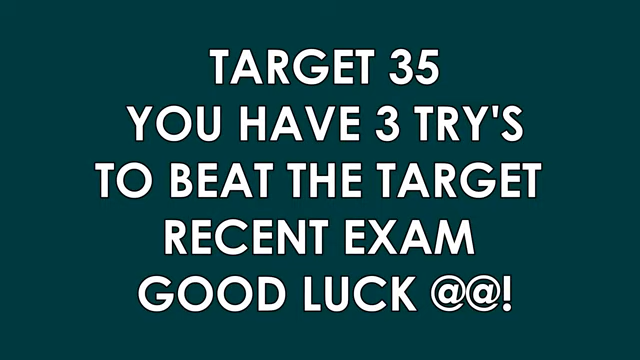 TARGET 35
YOU HAVE 3 TRY'S
TO BEAT THE TARGET
RECENT EXAM
GOOD LUCK @@!